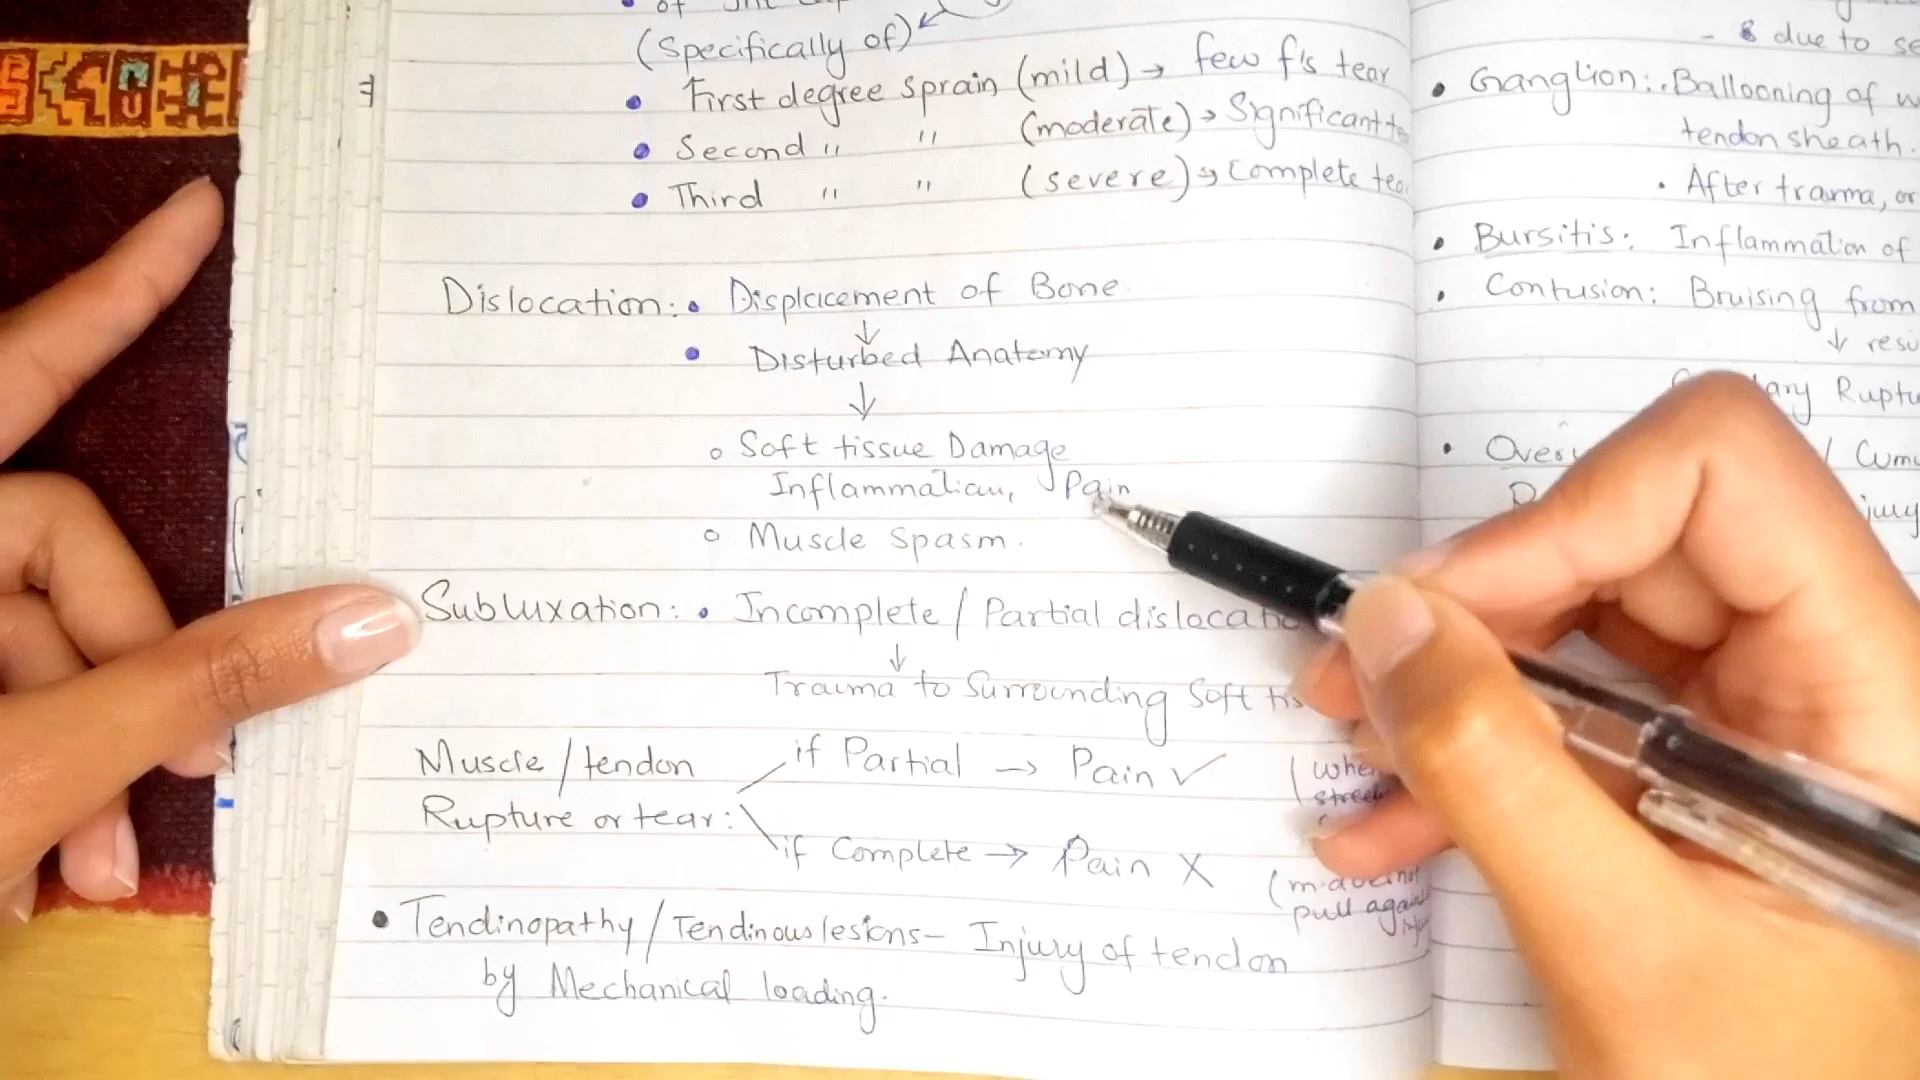 (Specifically of)
• First degree sprain (mild) → few f's tear
• Second " " (moderate) → Significant
• Third " " (severe) → Complete
Dislocation: • Displacement of Bone
↓
• Disturbed Anatomy
↓
○ Soft tissue Damage
Inflammation, Pain
○ Muscle Spasm.
Subluxation: • Incomplete / Partial
↓
Trauma to Surrounding Soft
Muscle / tendon
Rupture or tear:
if Partial → Pain ✓
if Complete → Pain X
pull
• Tendinopathy / Tendinous lesions – Injury of tendon
by Mechanical loading.
- due to
• Ganglion: Ballooning of
tendon sheath.
• After trauma, or
• Bursitis: Inflammation of
• Contusion: Bruising from
↓